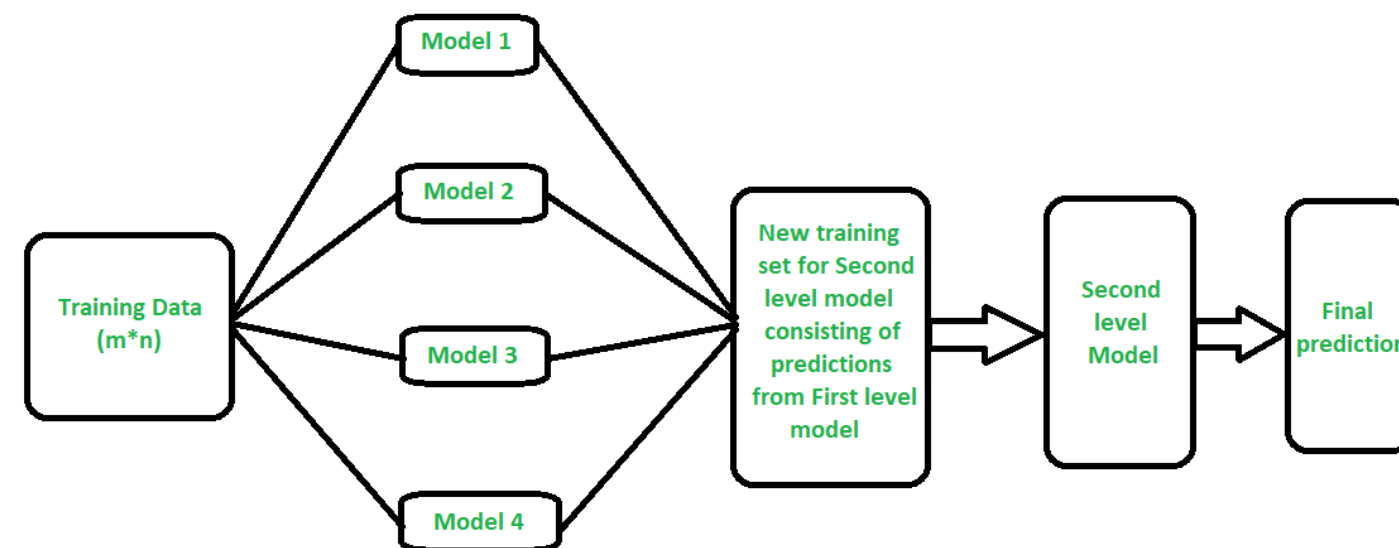 Model 1
Model 2
Training Data
(m*n)
Model 3
Model 4
New training
set for Second
level model
consisting of
predictions
from First level
model
Second
level
Model
Final
prediction